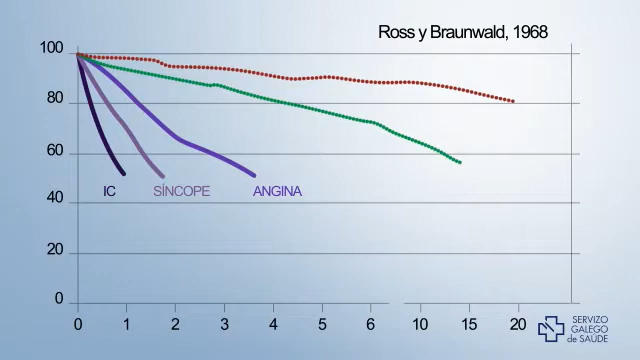 Ross y Braunwald, 1968
100
80
60
40
20
0
IC SÍNCOPE ANGINA
0 1 2 3 4 5 6 10 15 20
SERVIZO
GALEGO
de SAÚDE